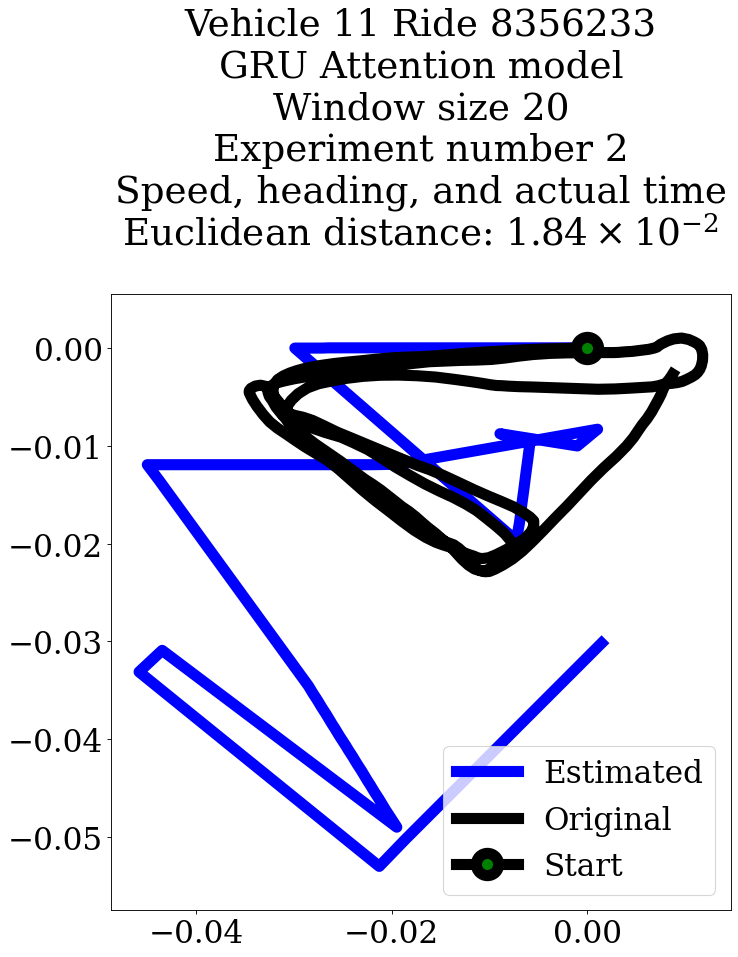 Vehicle 11 Ride 8356233
GRU Attention model
Window size 20
Experiment number 2
Speed, heading, and actual time
Euclidean distance: 1.84 × 10⁻²
0.00
−0.01
−0.02
−0.03
−0.04
−0.05
Estimated
Original
Start
−0.04 −0.02 0.00